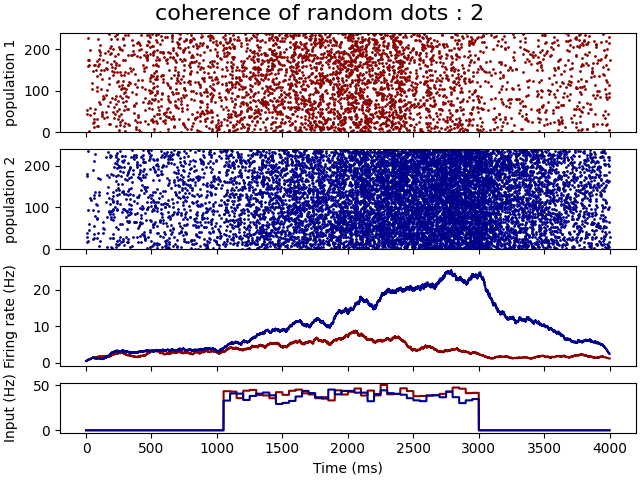 coherence of random dots : 2
population 1
200
100
0
population 2
200
100
0
Firing rate (Hz)
20
10
0
Input (Hz)
50
0
0 500 1000 1500 2000 2500 3000 3500 4000
Time (ms)